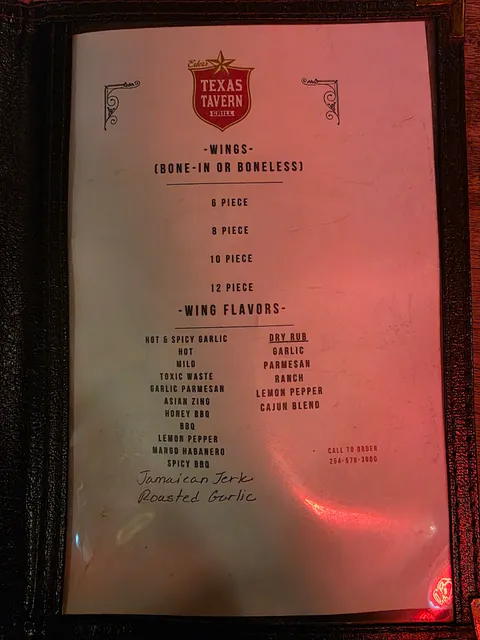 TEXAS
TAVERN
GRILL
-WINGS-
(BONE-IN OR BONELESS)
6 PIECE
8 PIECE
10 PIECE
12 PIECE
-WING FLAVORS-
HOT & SPICY GARLIC
HOT
MILD
TOXIC WASTE
GARLIC PARMESAN
ASIAN ZING
HONEY BBQ
BBQ
LEMON PEPPER
MANGO HABANERO
SPICY BBQ
Jamaican Jerk
Roasted Garlic
DRY RUB
GARLIC
PARMESAN
RANCH
LEMON PEPPER
CAJUN BLEND
CALL TO ORDER